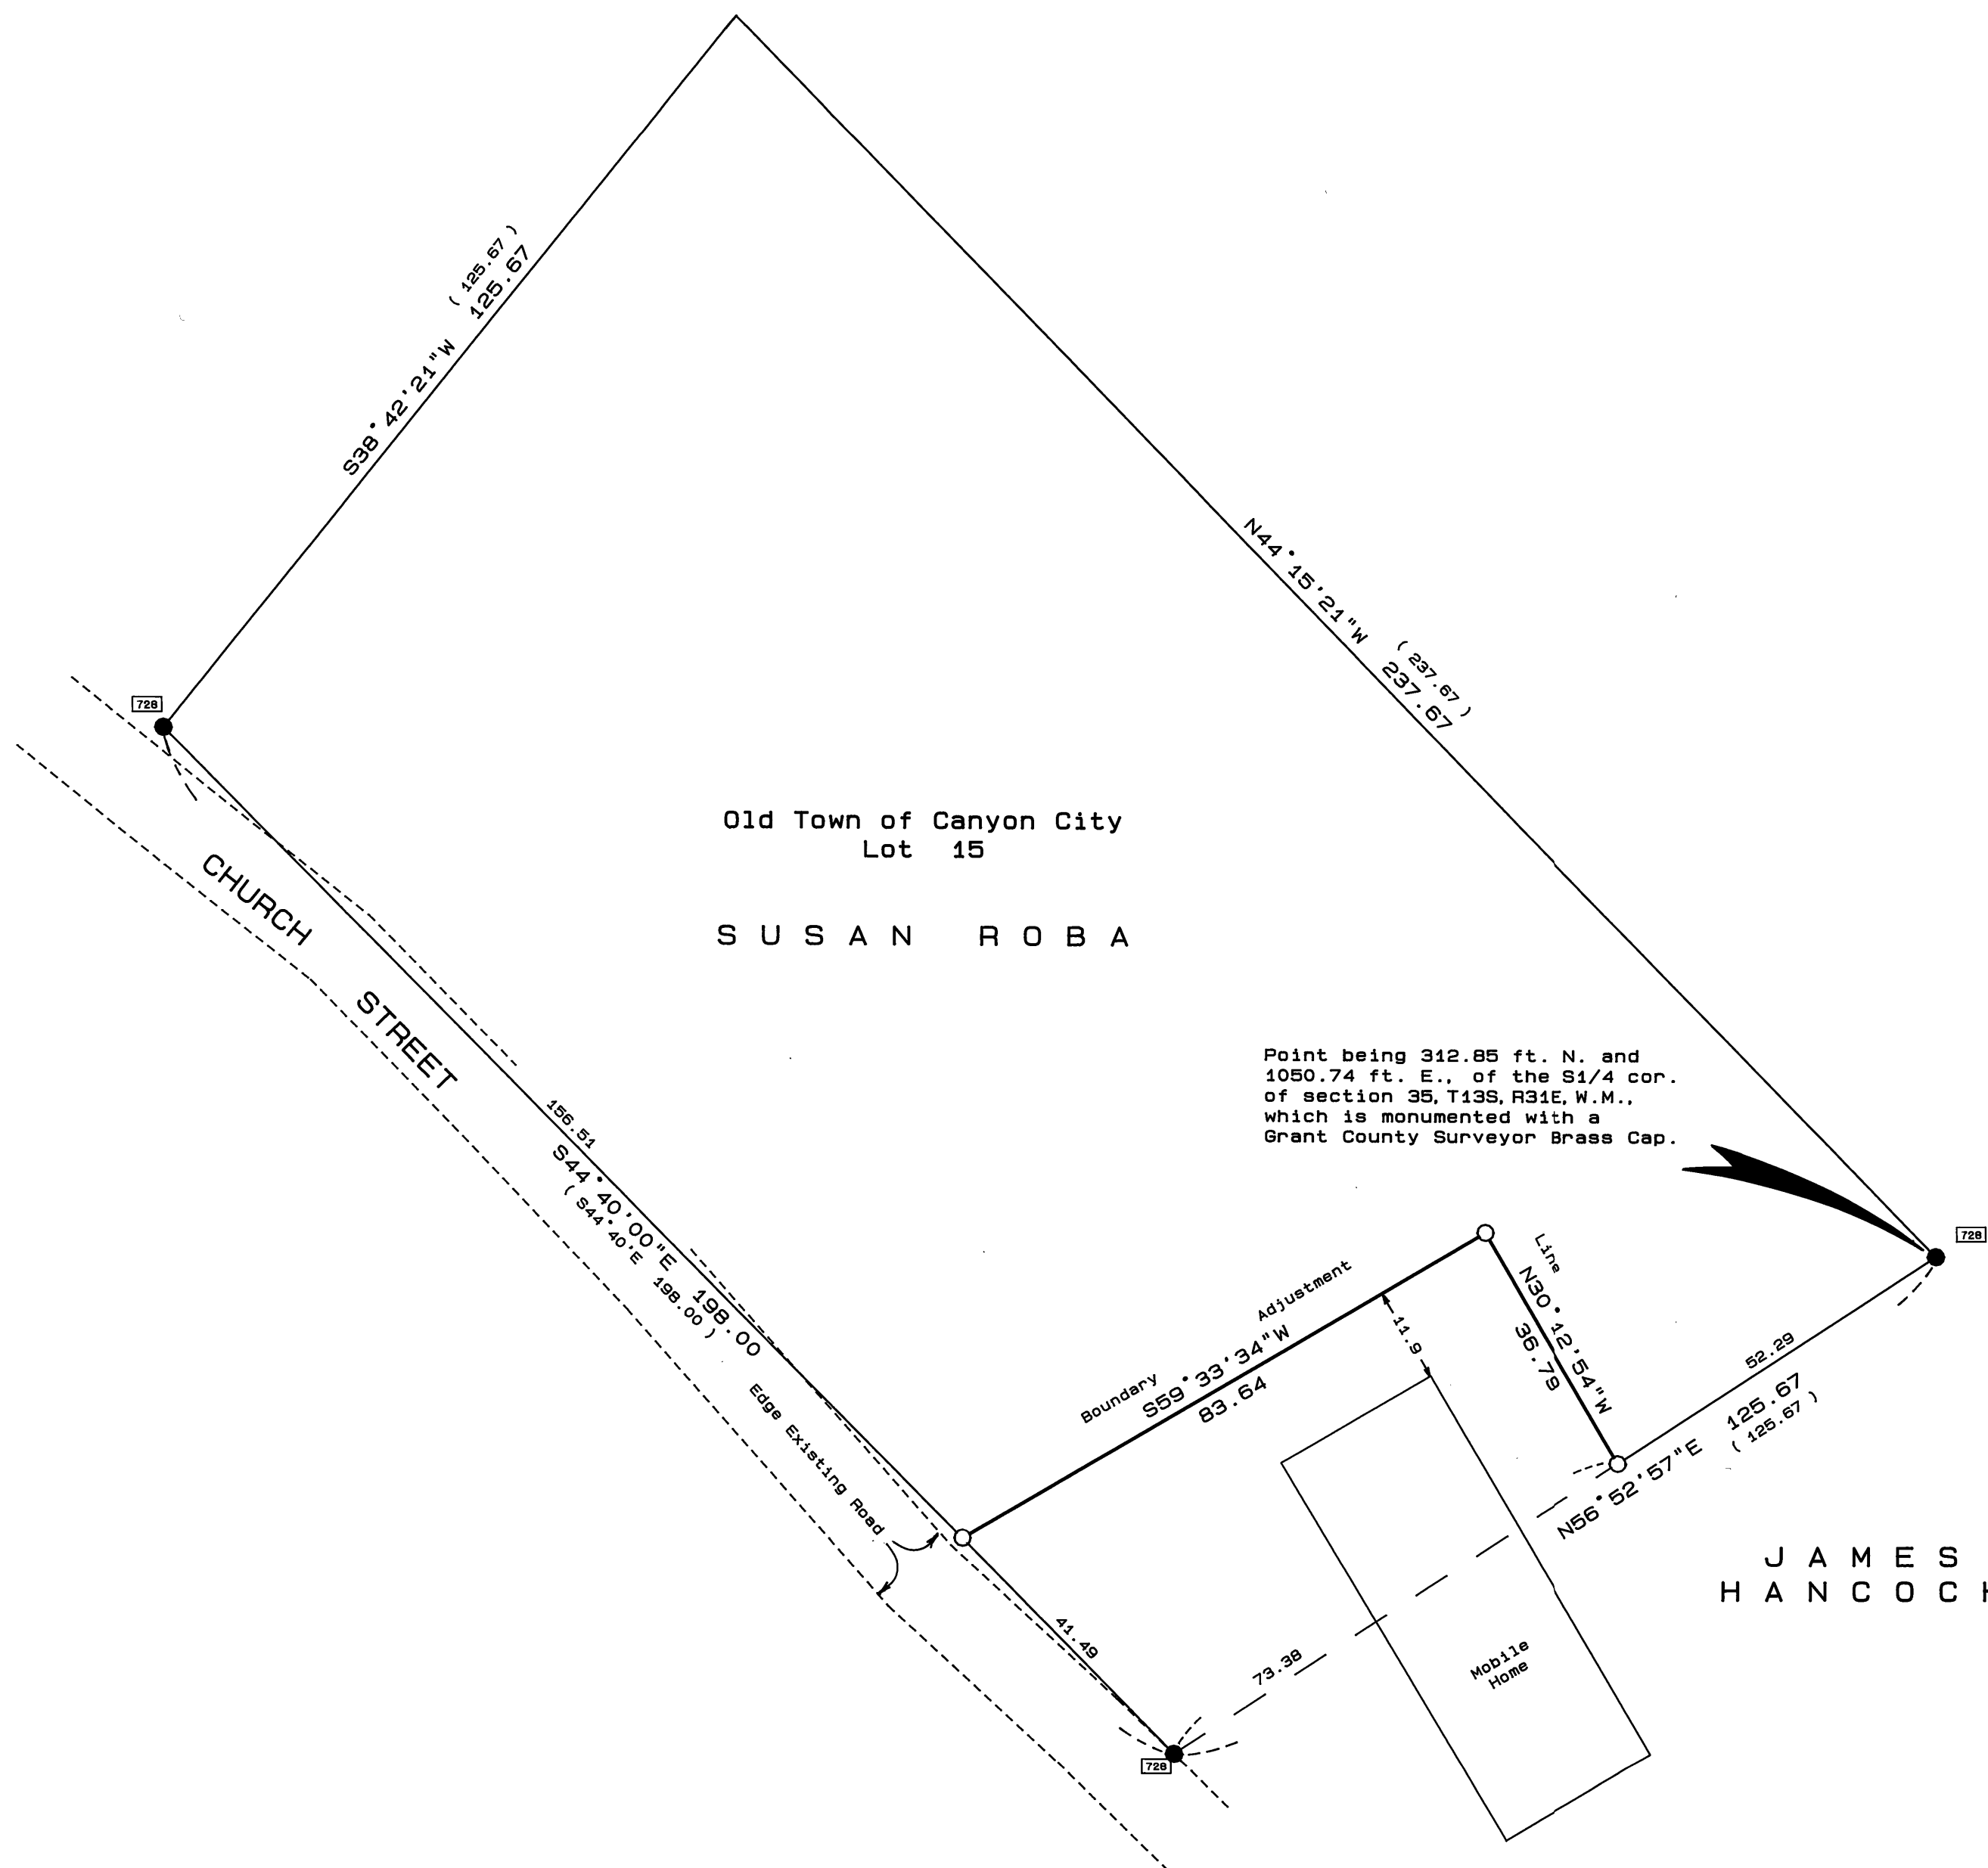 ( 125.67 )
S38°42'21"W 125.67
N44°15'21"W 237.67
( 237.67 )
728
Old Town of Canyon City
Lot 15
SUSAN ROBA
CHURCH
STREET
Point being 312.85 ft. N. and
1050.74 ft. E., of the S1/4 cor.
of section 35, T13S, R31E, W.M.,
which is monumented with a
Grant County Surveyor Brass Cap.
156.51
S44°40'00"E 198.00
( S44°40'E 198.00 )
728
Boundary Adjustment Line
S59°33'34"W
83.64
11.9
N30°12'54"W
36.79
52.29
N56°52'57"E 125.67
( 125.67 )
Edge Existing Road
JAMES
41.49
73.38
Mobile
Home
728